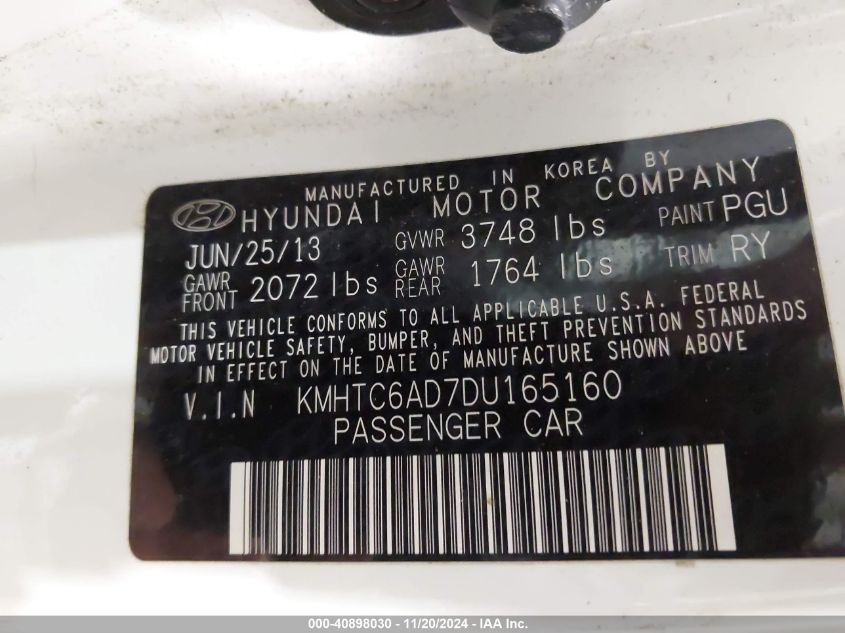 MANUFACTURED IN KOREA BY
HYUNDAI MOTOR COMPANY
JUN/25/13 GVWR 3748 lbs PAINT PGU
GAWR FRONT 2072 lbs GAWR REAR 1764 lbs TRIM RY
THIS VEHICLE CONFORMS TO ALL APPLICABLE U.S.A. FEDERAL
MOTOR VEHICLE SAFETY, BUMPER, AND THEFT PREVENTION STANDARDS
IN EFFECT ON THE DATE OF MANUFACTURE SHOWN ABOVE
V.I.N KMHTC6AD7DU165160
PASSENGER CAR
000-40898030 - 11/20/2024 - IAA Inc.